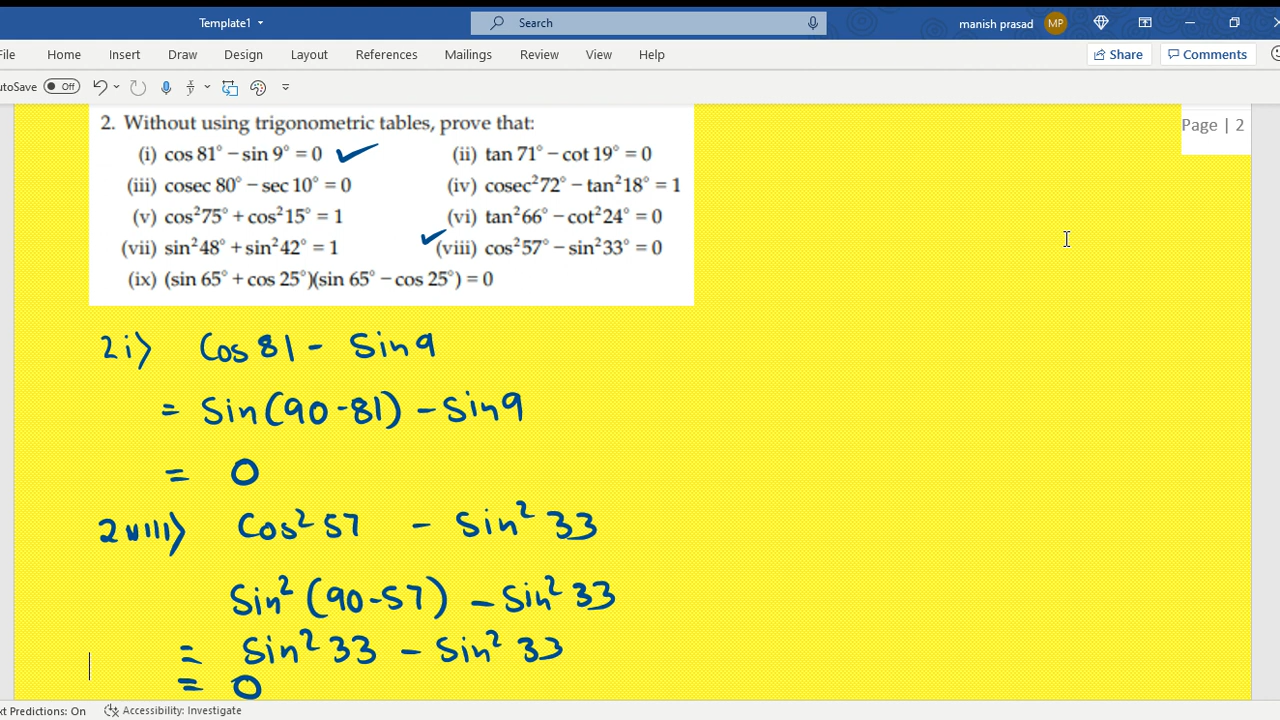 Template1
Search
manish prasad
MP
File Home Insert Draw Design Layout References Mailings Review View Help
Share
Comments
AutoSave Off
Page | 2
2. Without using trigonometric tables, prove that:
(i) cos 81° − sin 9° = 0 (ii) tan 71° − cot 19° = 0
(iii) cosec 80° − sec 10° = 0 (iv) cosec²72° − tan²18° = 1
(v) cos²75° + cos²15° = 1 (vi) tan²66° − cot²24° = 0
(vii) sin²48° + sin²42° = 1 (viii) cos²57° − sin²33° = 0
(ix) (sin 65° + cos 25°)(sin 65° − cos 25°) = 0
2i) Cos 81 − Sin 9
= Sin (90-81) − Sin 9
= 0
2viii) Cos² 57 − Sin² 33
Sin² (90-57) − Sin² 33
= Sin² 33 − Sin² 33
= 0
Text Predictions: On Accessibility: Investigate